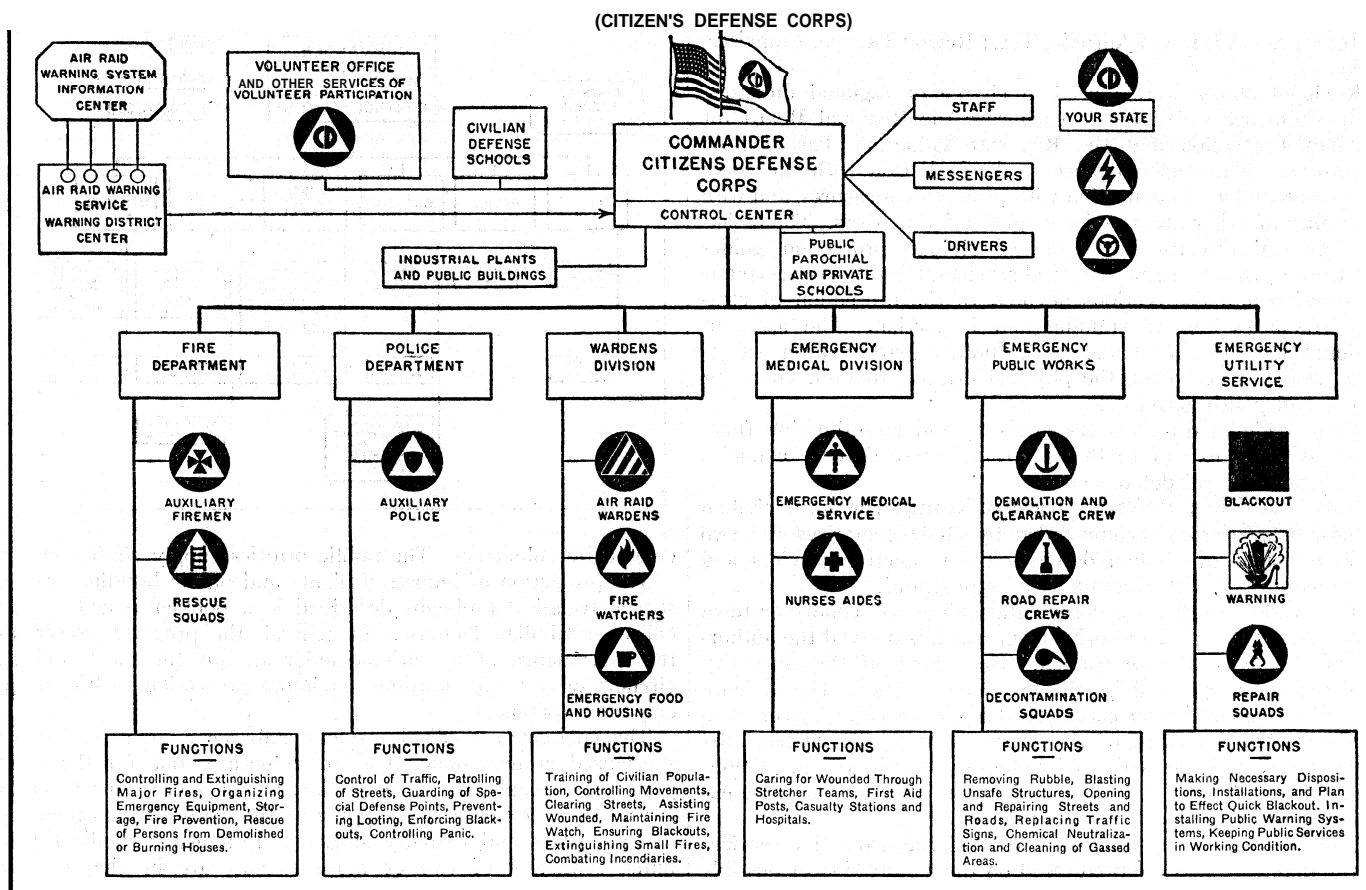 (CITIZEN'S DEFENSE CORPS)
AIR RAID
WARNING SYSTEM
INFORMATION
CENTER
AIR RAID WARNING
SERVICE
WARNING DISTRICT
CENTER
VOLUNTEER OFFICE
AND OTHER SERVICES OF
VOLUNTEER PARTICIPATION
CD
CIVILIAN
DEFENSE
SCHOOLS
CD
COMMANDER
CITIZENS DEFENSE
CORPS
CONTROL CENTER
STAFF
CD
YOUR STATE
MESSENGERS
DRIVERS
INDUSTRIAL PLANTS
AND PUBLIC BUILDINGS
PUBLIC
PAROCHIAL
AND PRIVATE
SCHOOLS
FIRE
DEPARTMENT
AUXILIARY
FIREMEN
RESCUE
SQUADS
FUNCTIONS
Controlling and Extinguishing
Major Fires, Organizing
Emergency Equipment, Stor-
age, Fire Prevention, Rescue
of Persons from Demolished
or Burning Houses.
POLICE
DEPARTMENT
AUXILIARY
POLICE
FUNCTIONS
Control of Traffic, Patrolling
of Streets, Guarding of Spe-
cial Defense Points, Prevent-
ing Looting, Enforcing Black-
outs, Controlling Panic.
WARDENS
DIVISION
AIR RAID
WARDENS
FIRE
WATCHERS
EMERGENCY FOOD
AND HOUSING
FUNCTIONS
Training of Civilian Popula-
tion, Controlling Movements,
Clearing Streets, Assisting
Wounded, Maintaining Fire
Watch, Ensuring Blackouts,
Extinguishing Small Fires,
Combating Incendiaries.
EMERGENCY
MEDICAL DIVISION
EMERGENCY MEDICAL
SERVICE
NURSES AIDES
FUNCTIONS
Caring for Wounded Through
Stretcher Teams, First Aid
Posts, Casualty Stations and
Hospitals.
EMERGENCY
PUBLIC WORKS
DEMOLITION AND
CLEARANCE CREW
ROAD REPAIR
CREWS
DECONTAMINATION
SQUADS
FUNCTIONS
Removing Rubble, Blasting
Unsafe Structures, Opening
and Repairing Streets and
Roads, Replacing Traffic
Signs, Chemical Neutraliza-
tion and Cleaning of Gassed
Areas.
EMERGENCY
UTILITY
SERVICE
BLACKOUT
WARNING
REPAIR
SQUADS
FUNCTIONS
Making Necessary Disposi-
tions, Installations, and Plan
to Effect Quick Blackout. In-
stalling Public Warning Sys-
tems, Keeping Public Services
in Working Condition.